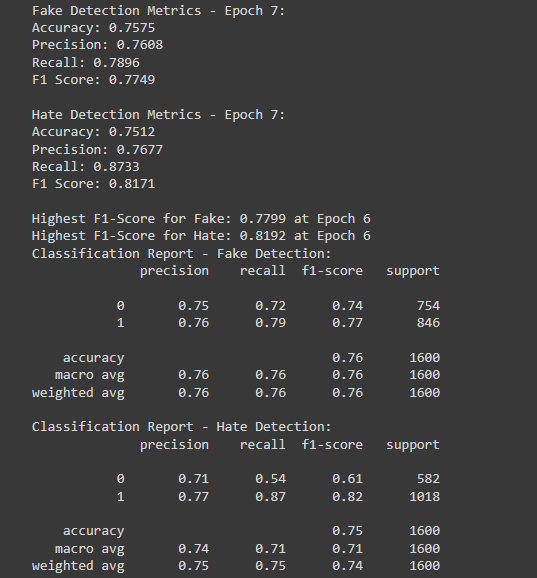 Fake Detection Metrics - Epoch 7:
Accuracy: 0.7575
Precision: 0.7608
Recall: 0.7896
F1 Score: 0.7749
Hate Detection Metrics - Epoch 7:
Accuracy: 0.7512
Precision: 0.7677
Recall: 0.8733
F1 Score: 0.8171
Highest F1-Score for Fake: 0.7799 at Epoch 6
Highest F1-Score for Hate: 0.8192 at Epoch 6
Classification Report - Fake Detection:
precision recall f1-score support
0 0.75 0.72 0.74 754
1 0.76 0.79 0.77 846
accuracy 0.76 1600
macro avg 0.76 0.76 0.76 1600
weighted avg 0.76 0.76 0.76 1600
Classification Report - Hate Detection:
precision recall f1-score support
0 0.71 0.54 0.61 582
1 0.77 0.87 0.82 1018
accuracy 0.75 1600
macro avg 0.74 0.71 0.71 1600
weighted avg 0.75 0.75 0.74 1600